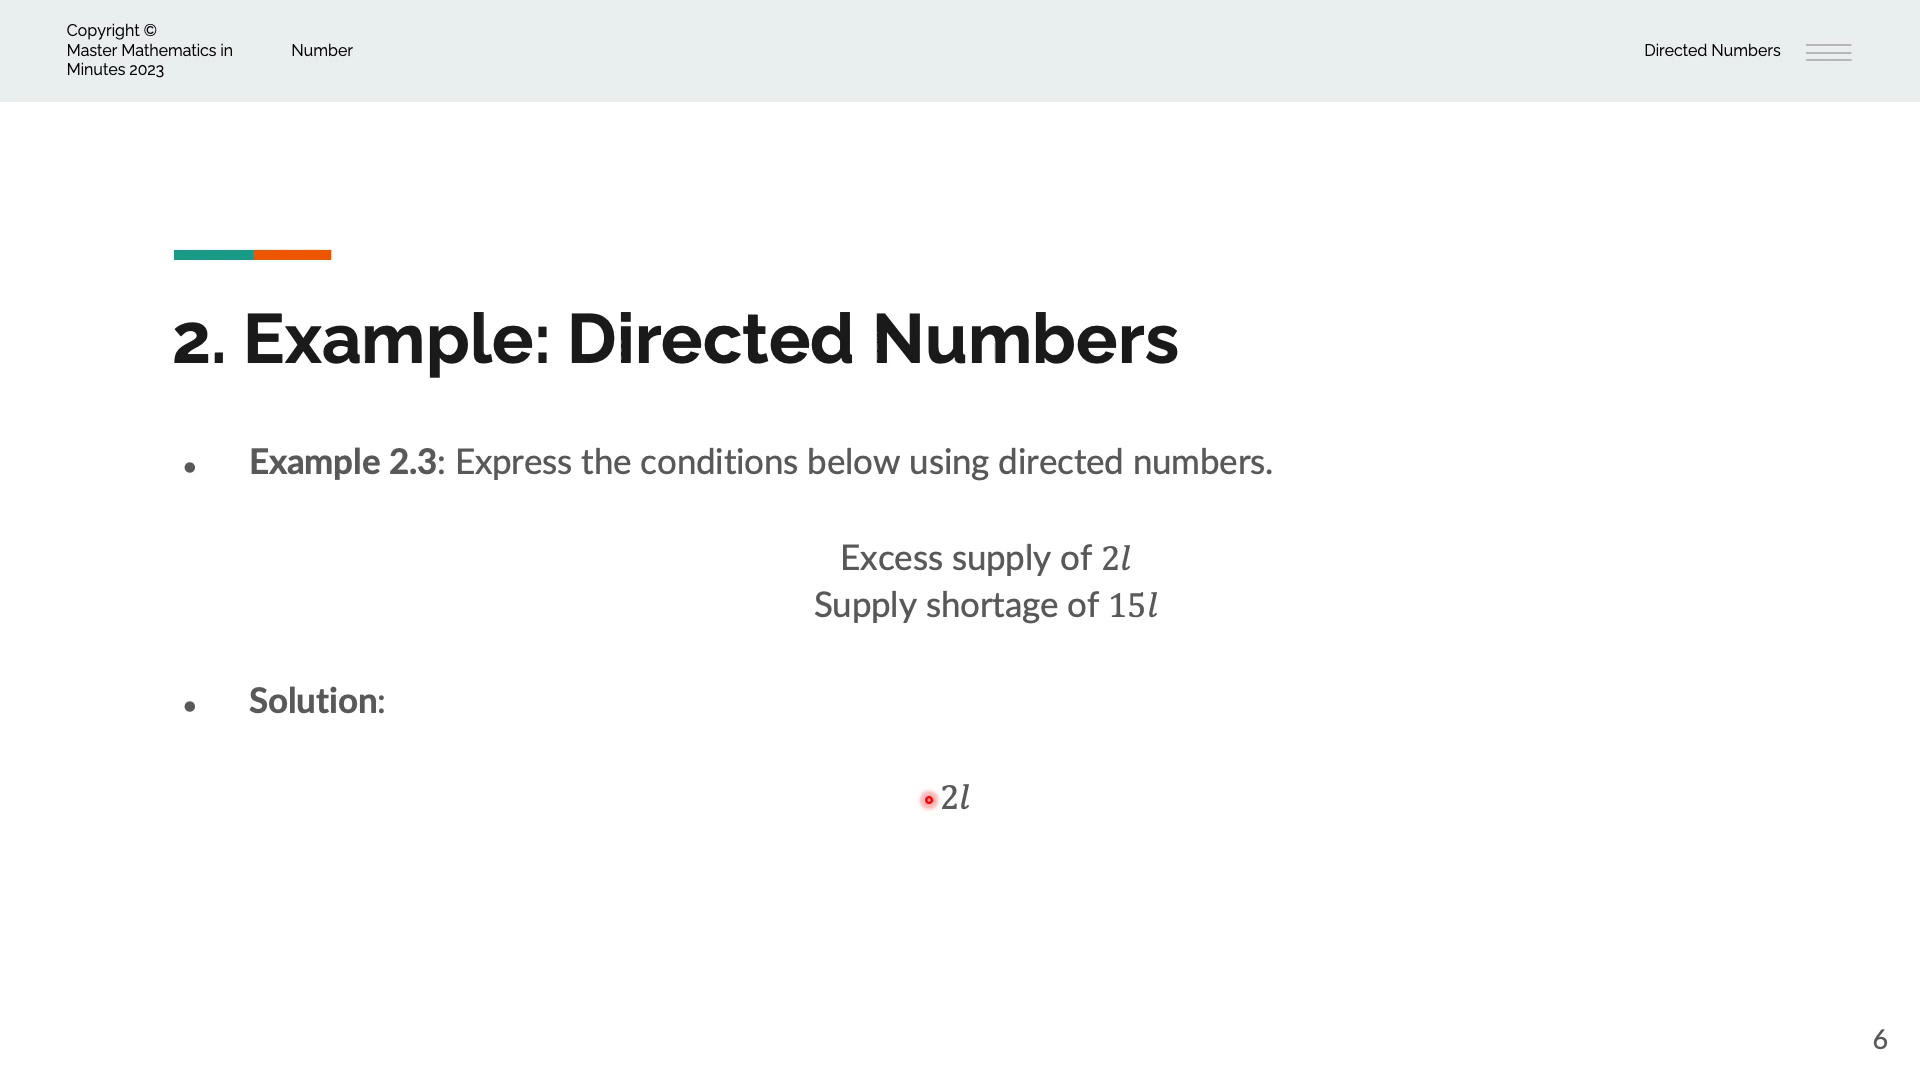 Copyright ©
Master Mathematics in
Minutes 2023
Number
Directed Numbers
2. Example: Directed Numbers
• Example 2.3: Express the conditions below using directed numbers.
Excess supply of 2l
Supply shortage of 15l
• Solution:
2l
6